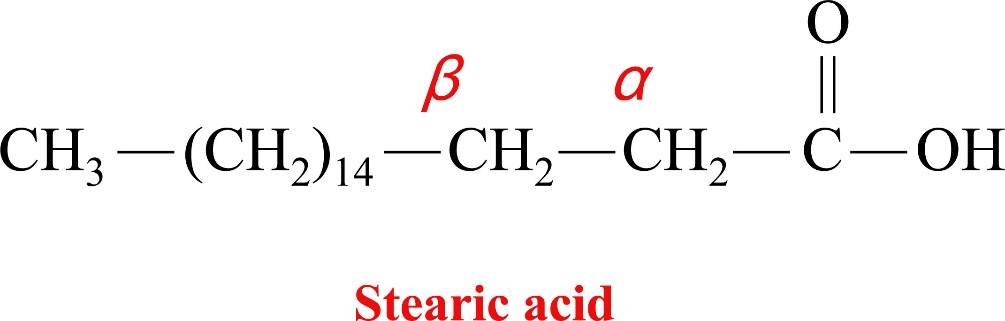 O
β α
CH₃—(CH₂)₁₄—CH₂—CH₂—C—OH
Stearic acid